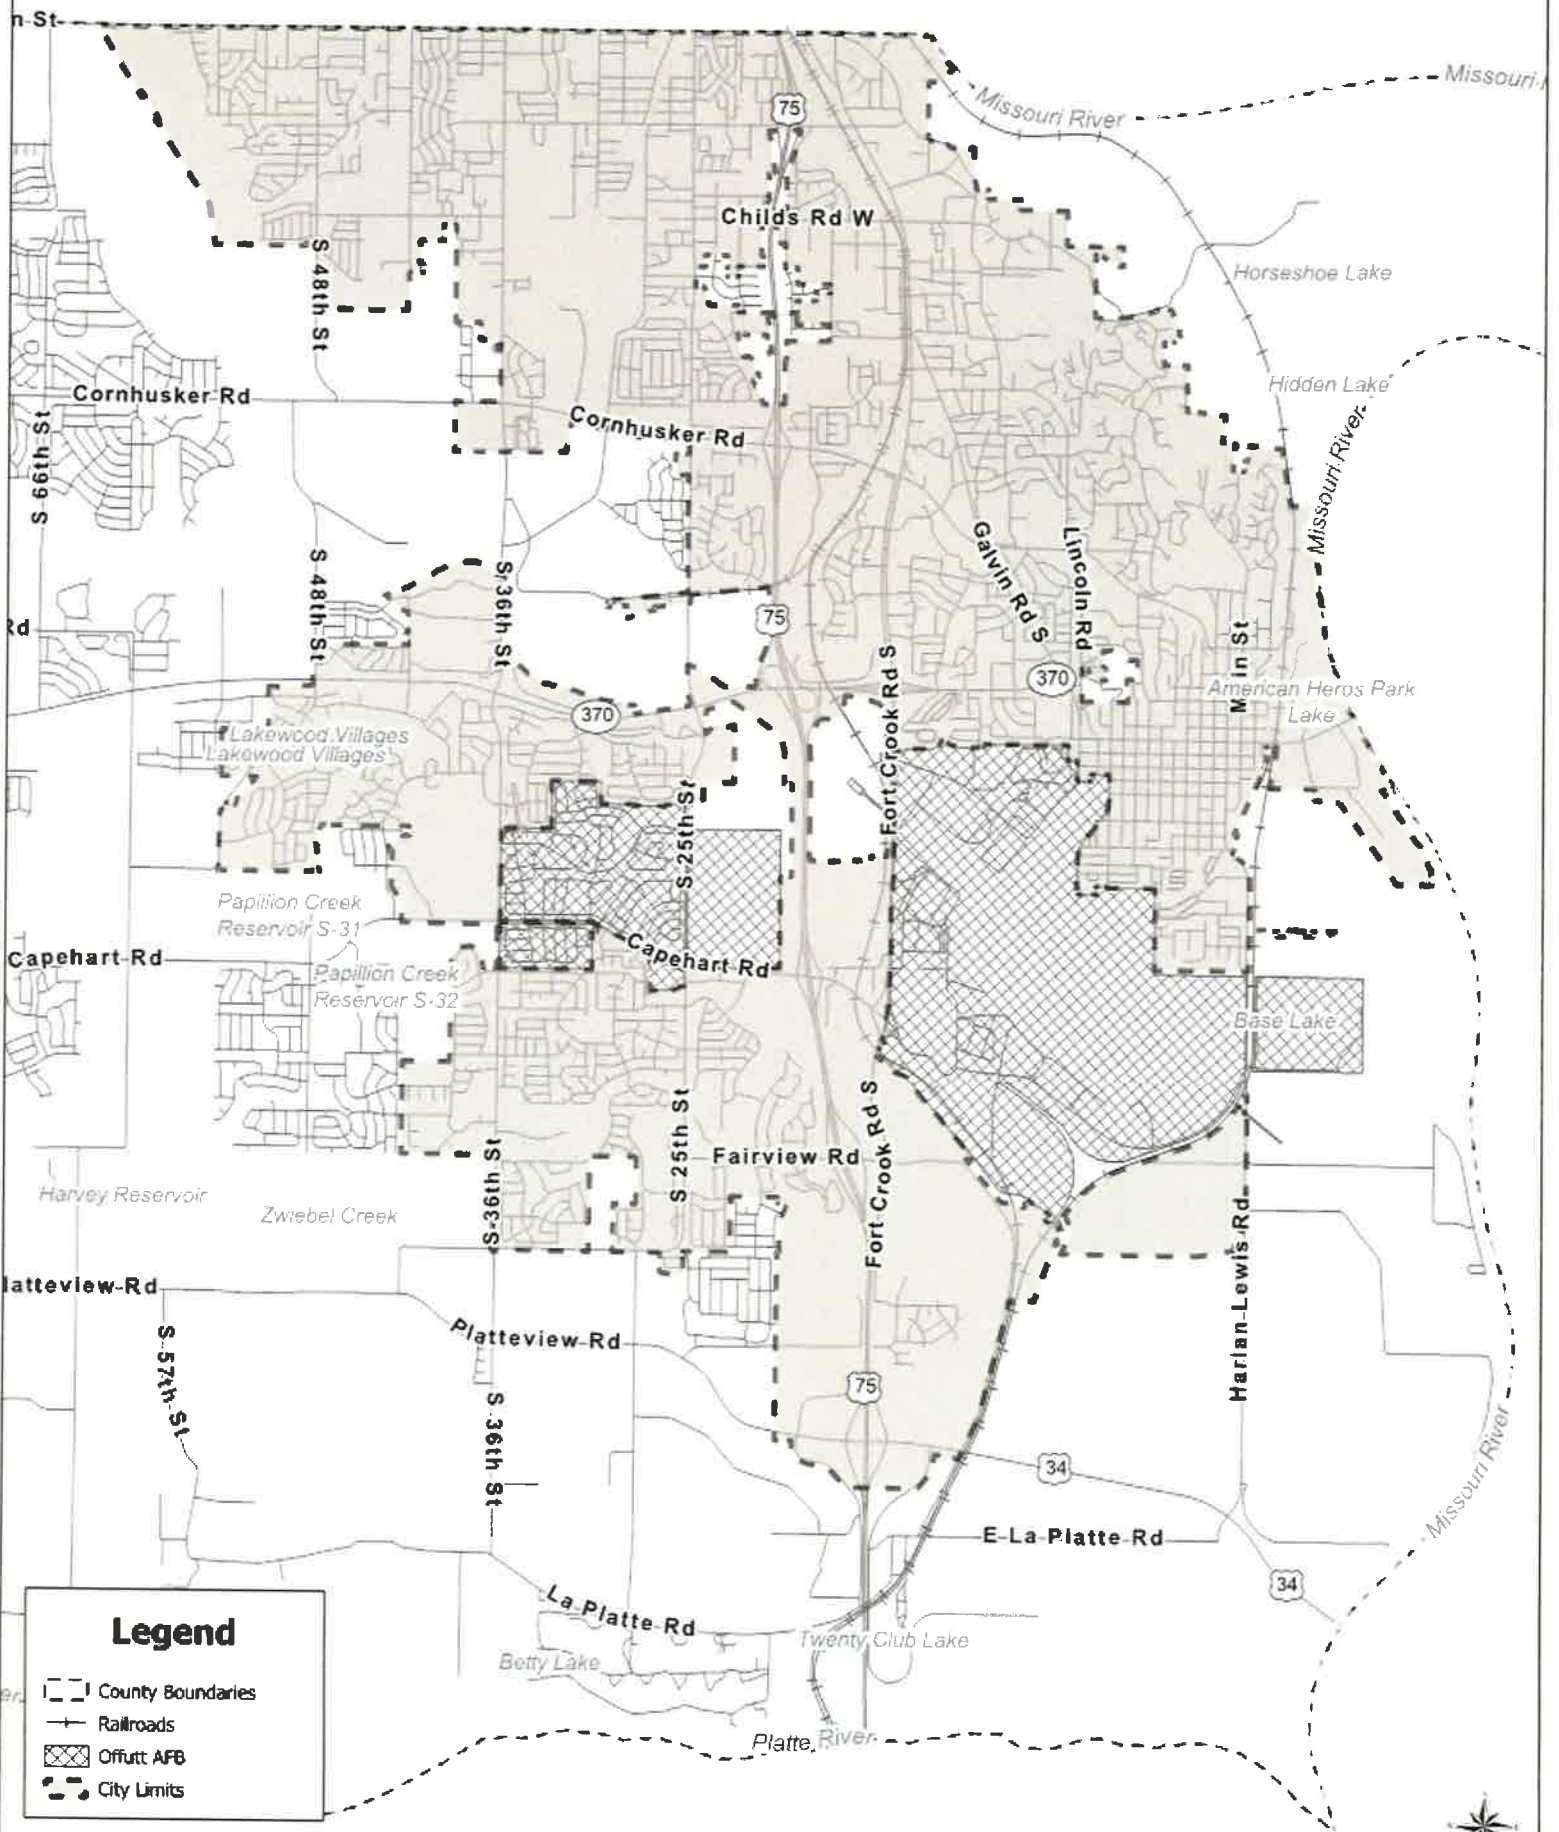 n-St
75
Missouri
Missouri River
Childs Rd W
Horseshoe Lake
S 48th St
Hidden Lake
Cornhusker Rd
Cornhusker Rd
S 66th St
Missouri River
Galvin Rd S
Lincoln Rd
S 48th St
S 36th St
75
Rd
M in St
370
American Heros Park
Lake
Fort Crook Rd S
370
Lakewood Villages
Lakewood Villages
S 25th St
Papillion Creek
Reservoir S-31
Capehart Rd
Capehart Rd
Papillion Creek
Reservoir S-32
Base Lake
S 25th St
Fort Crook Rd S
Fairview Rd
S-36th St
Harvey Reservoir
Zwiebel Creek
Harlan-Lewis Rd
latteview-Rd
Platteview-Rd
S-57th-St
75
S 36th St
34
Missouri River
E-La-Platte-Rd
34
La Platte Rd
Twenty Club Lake
Betty Lake
Platte River
er
Legend
County Boundaries
Railroads
Offutt AFB
City Limits